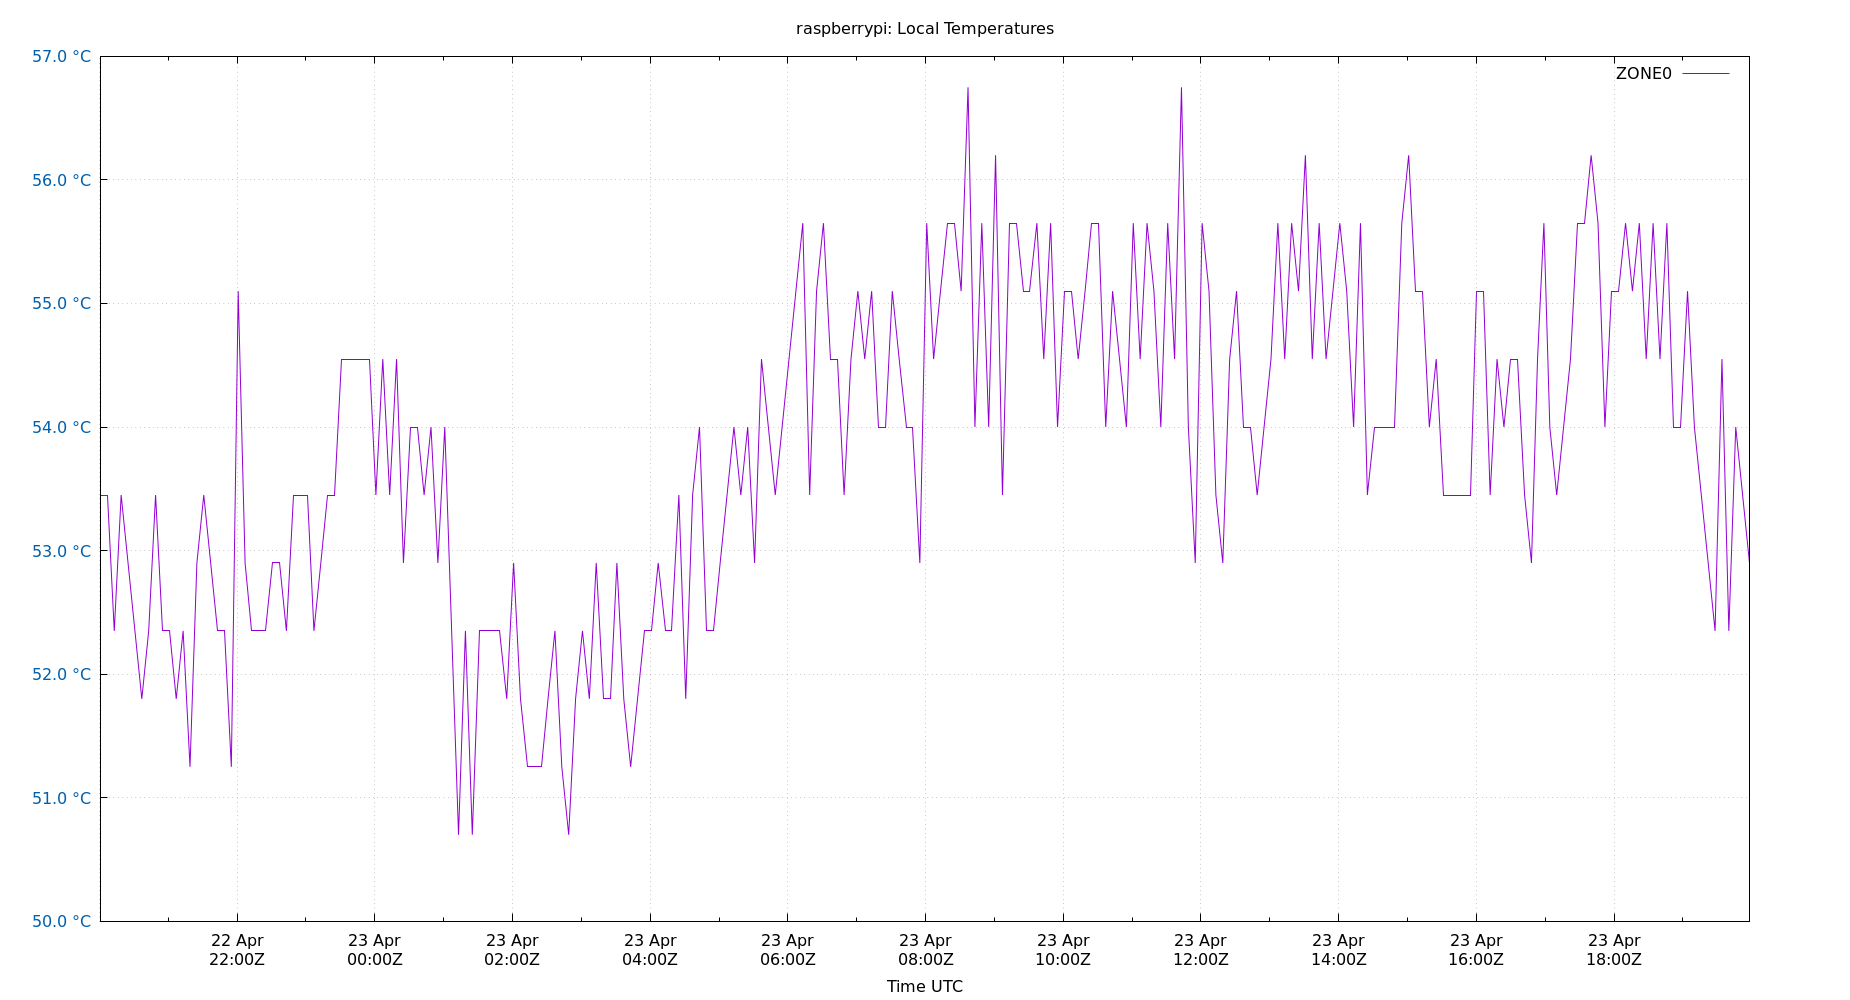 raspberrypi: Local Temperatures
57.0 °C
ZONE0
56.0 °C
55.0 °C
54.0 °C
53.0 °C
52.0 °C
51.0 °C
50.0 °C
22 Apr 23 Apr 23 Apr 23 Apr 23 Apr 23 Apr 23 Apr 23 Apr 23 Apr 23 Apr 23 Apr
22:00Z 00:00Z 02:00Z 04:00Z 06:00Z 08:00Z 10:00Z 12:00Z 14:00Z 16:00Z 18:00Z
Time UTC